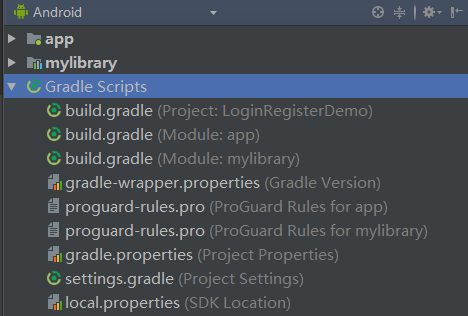 Android
app
mylibrary
Gradle Scripts
build.gradle (Project: LoginRegisterDemo)
build.gradle (Module: app)
build.gradle (Module: mylibrary)
gradle-wrapper.properties (Gradle Version)
proguard-rules.pro (ProGuard Rules for app)
proguard-rules.pro (ProGuard Rules for mylibrary)
gradle.properties (Project Properties)
settings.gradle (Project Settings)
local.properties (SDK Location)